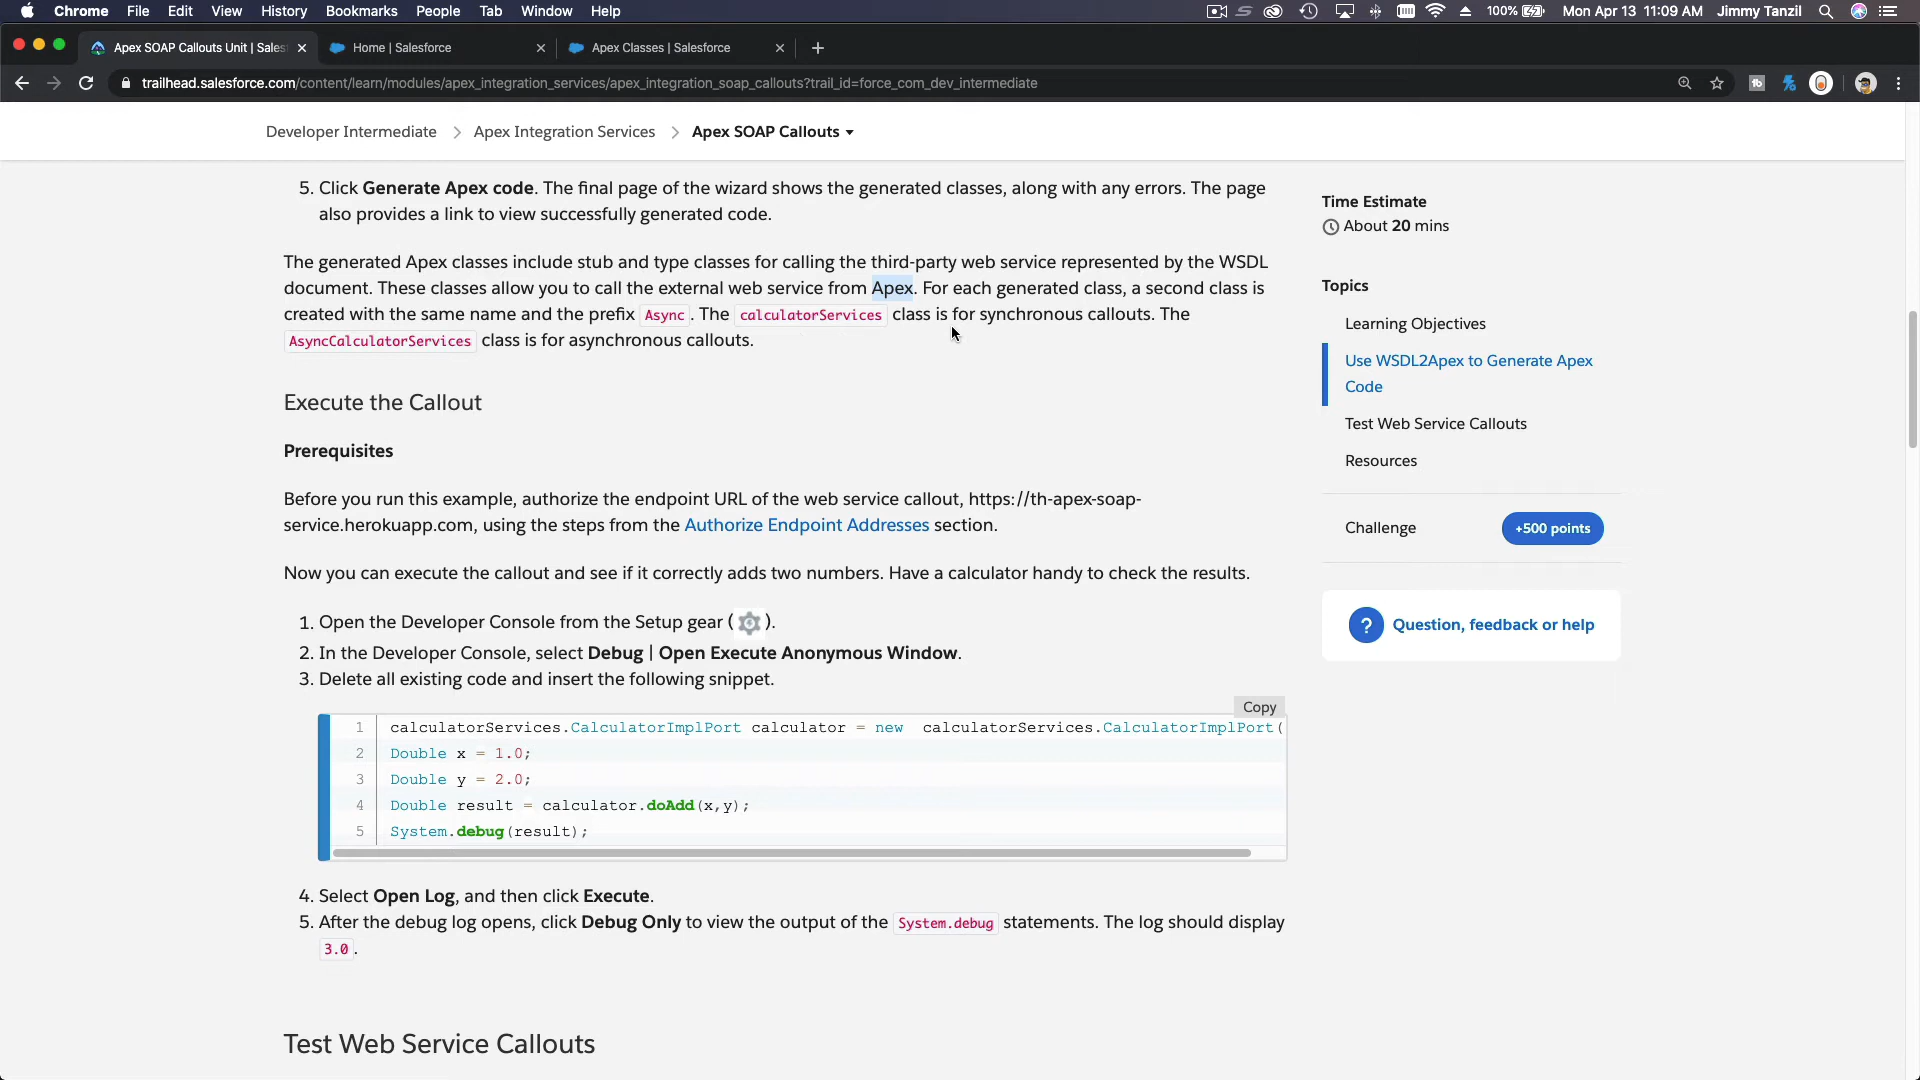 Chrome File Edit View History Bookmarks People Tab Window Help 100% Mon Apr 13 11:09 AM Jimmy Tanzil
Apex SOAP Callouts Unit | Sales Home | Salesforce Apex Classes | Salesforce
trailhead.salesforce.com/content/learn/modules/apex_integration_services/apex_integration_soap_callouts?trail_id=force_com_dev_intermediate
Developer Intermediate > Apex Integration Services > Apex SOAP Callouts
5. Click Generate Apex code. The final page of the wizard shows the generated classes, along with any errors. The page
also provides a link to view successfully generated code.
The generated Apex classes include stub and type classes for calling the third-party web service represented by the WSDL
document. These classes allow you to call the external web service from Apex. For each generated class, a second class is
created with the same name and the prefix Async. The calculatorServices class is for synchronous callouts. The
AsyncCalculatorServices class is for asynchronous callouts.
Execute the Callout
Prerequisites
Before you run this example, authorize the endpoint URL of the web service callout, https://th-apex-soap-
service.herokuapp.com, using the steps from the Authorize Endpoint Addresses section.
Now you can execute the callout and see if it correctly adds two numbers. Have a calculator handy to check the results.
1. Open the Developer Console from the Setup gear ( ).
2. In the Developer Console, select Debug | Open Execute Anonymous Window.
3. Delete all existing code and insert the following snippet.
Copy
1 calculatorServices.CalculatorImplPort calculator = new  calculatorServices.CalculatorImplPort(
2 Double x = 1.0;
3 Double y = 2.0;
4 Double result = calculator.doAdd(x,y);
5 System.debug(result);
4. Select Open Log, and then click Execute.
5. After the debug log opens, click Debug Only to view the output of the System.debug statements. The log should display
3.0.
Test Web Service Callouts
Time Estimate
About 20 mins
Topics
Learning Objectives
Use WSDL2Apex to Generate Apex
Code
Test Web Service Callouts
Resources
Challenge +500 points
? Question, feedback or help